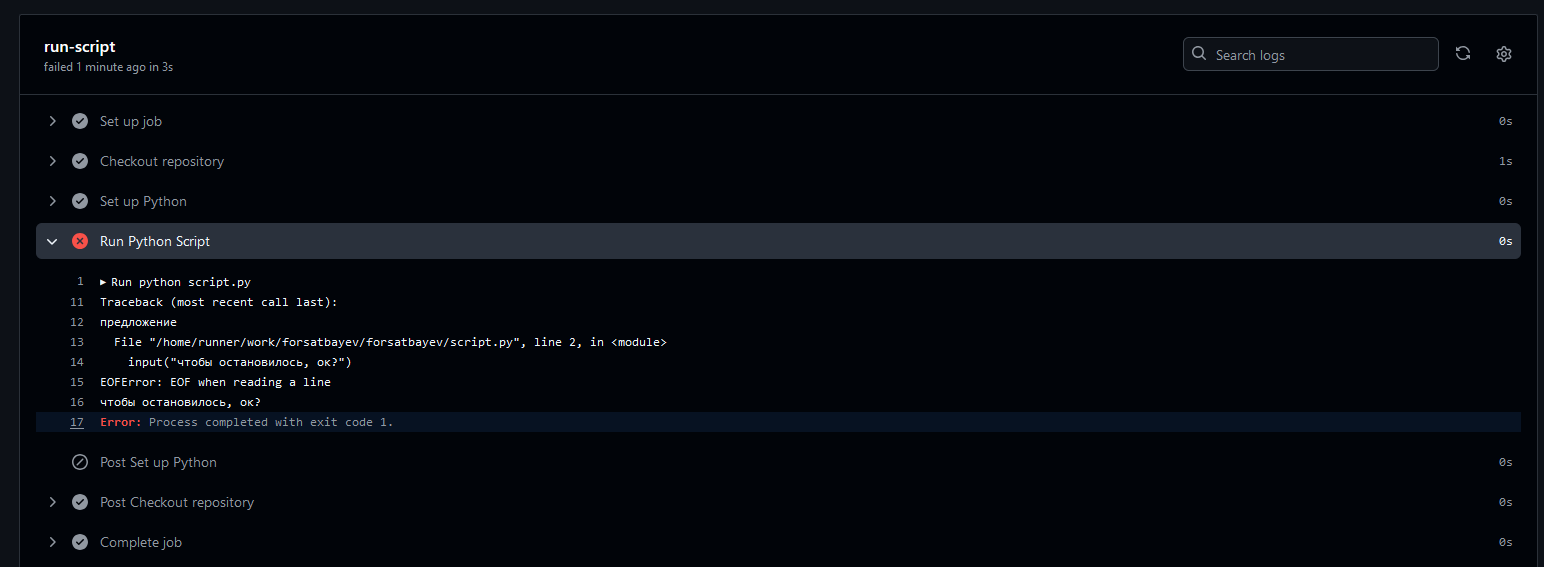 run-script
failed 1 minute ago in 3s
Search logs
Set up job 0s
Checkout repository 1s
Set up Python 0s
Run Python Script 0s
1 ▸ Run python script.py
11 Traceback (most recent call last):
12 предложение
13 File "/home/runner/work/forsatbayev/forsatbayev/script.py", line 2, in <module>
14 input("чтобы остановилось, ок?")
15 EOFError: EOF when reading a line
16 чтобы остановилось, ок?
17 Error: Process completed with exit code 1.
Post Set up Python 0s
Post Checkout repository 0s
Complete job 0s